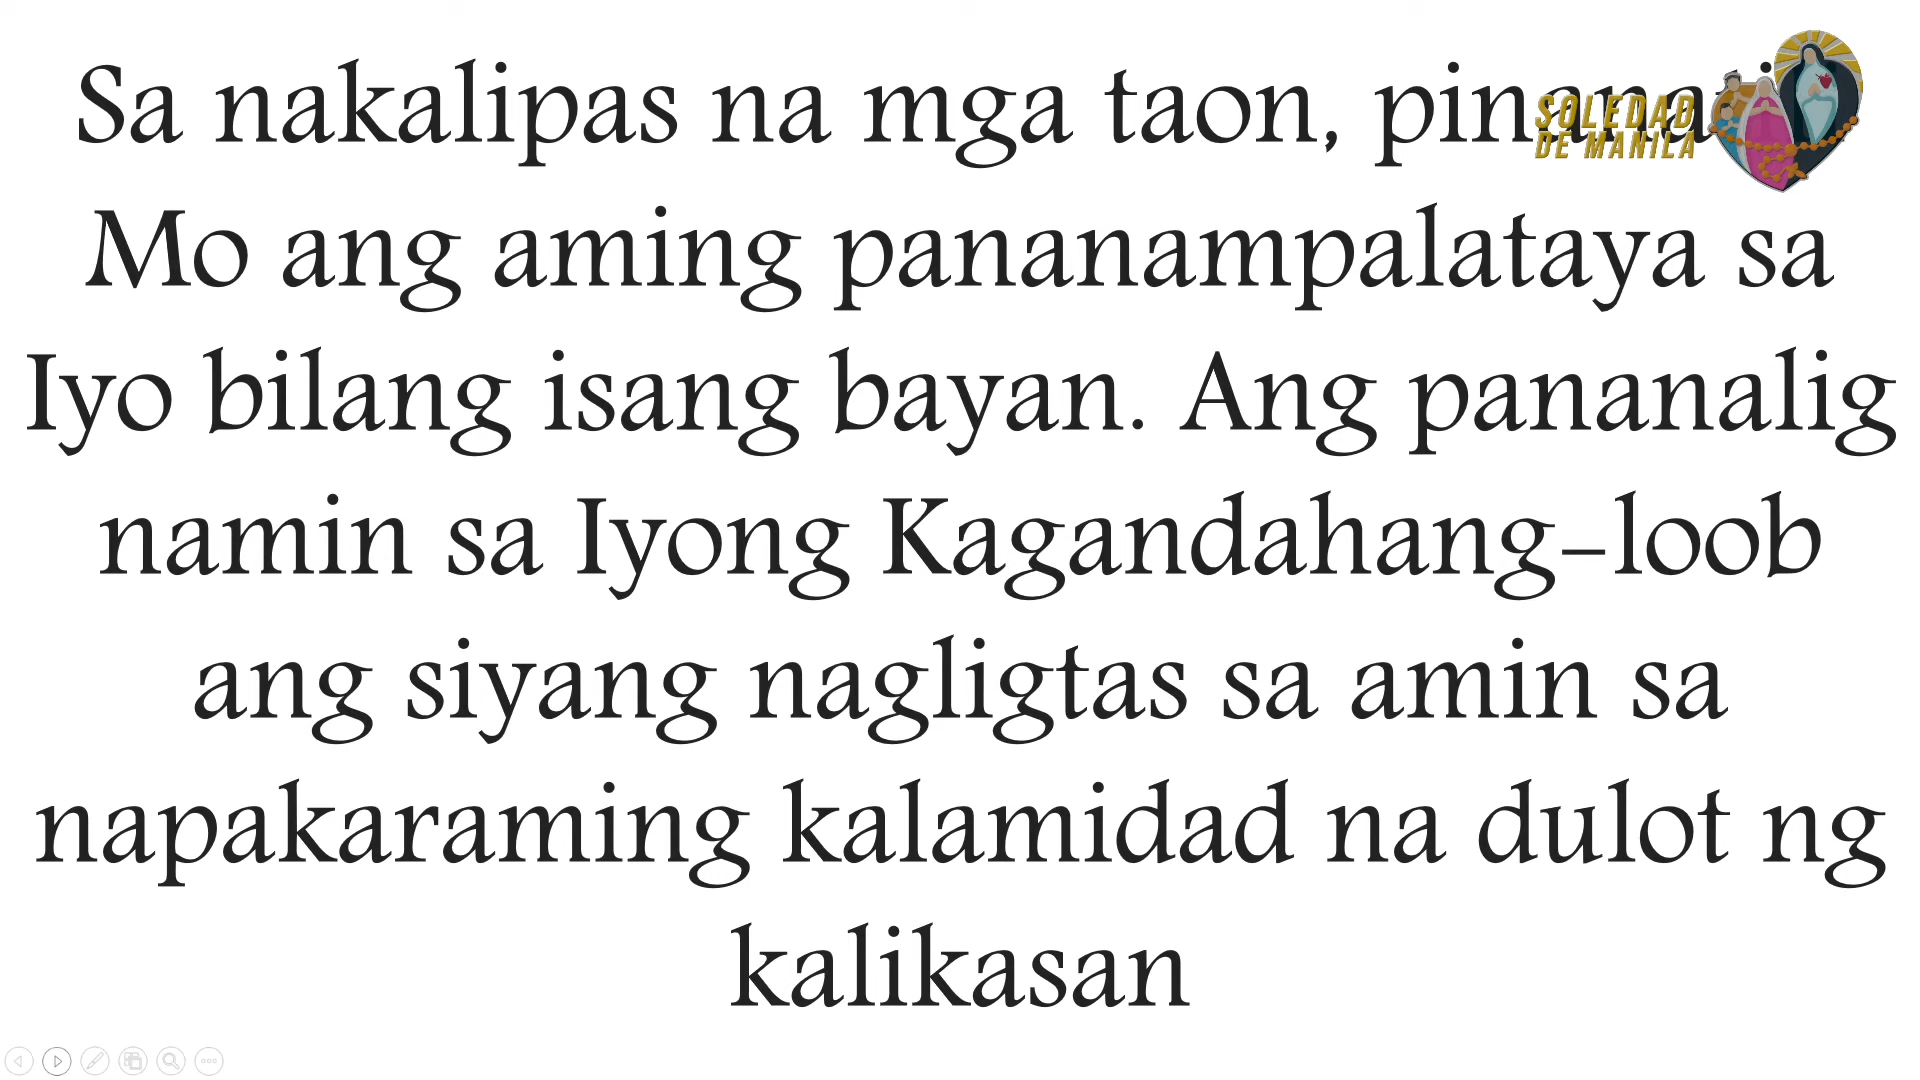 Sa nakalipas na mga taon,
SOLEDAD
DE MANILA
Mo ang aming pananampalataya sa
Iyo bilang isang bayan. Ang pananalig
namin sa Iyong Kagandahang-loob
ang siyang nagligtas sa amin sa
napakaraming kalamidad na dulot ng
kalikasan